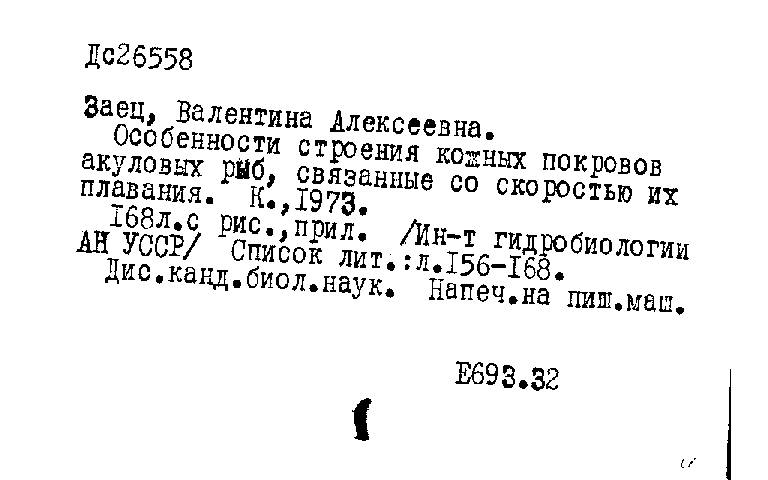 Дс26558
Заец, Валентина Алексеевна.
Особенности строения кожных покровов
акуловых рыб, связанные со скоростью их
плавания. К.,1973.
168л.с рис.,прил. /Ин-т гидробиологии
АН УССР/ Список лит.:л.156-168.
Дис.канд.биол.наук. Напеч.на пиш.маш.
Е693.32